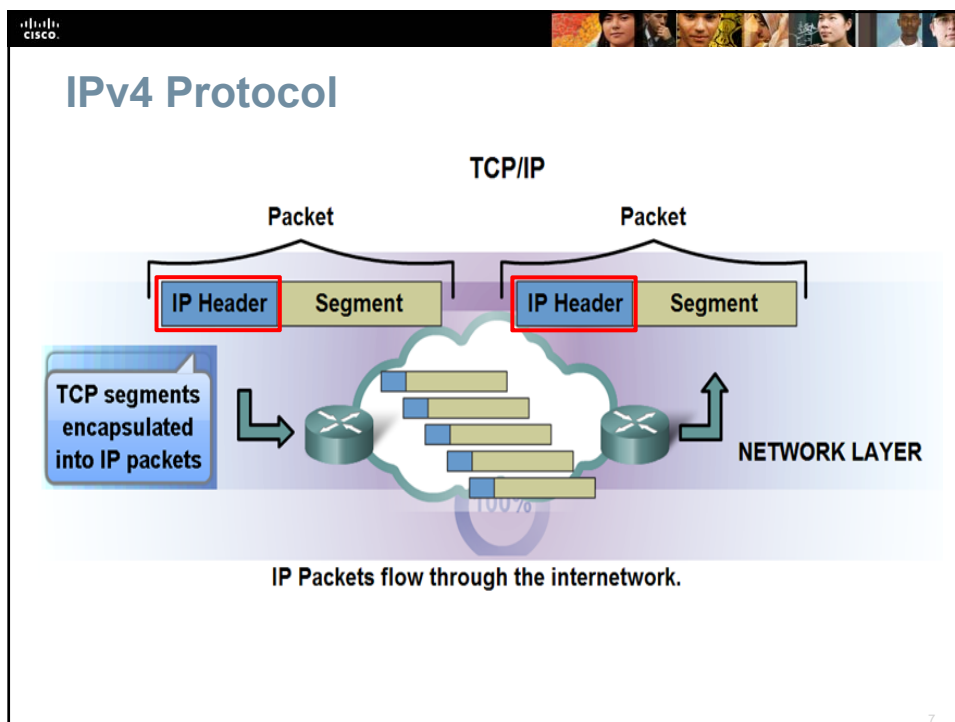 CISCO.
IPv4 Protocol
TCP/IP
Packet
Packet
IP Header
Segment
IP Header
Segment
TCP segments
encapsulated
into IP packets
NETWORK LAYER
100%
IP Packets flow through the internetwork.
7